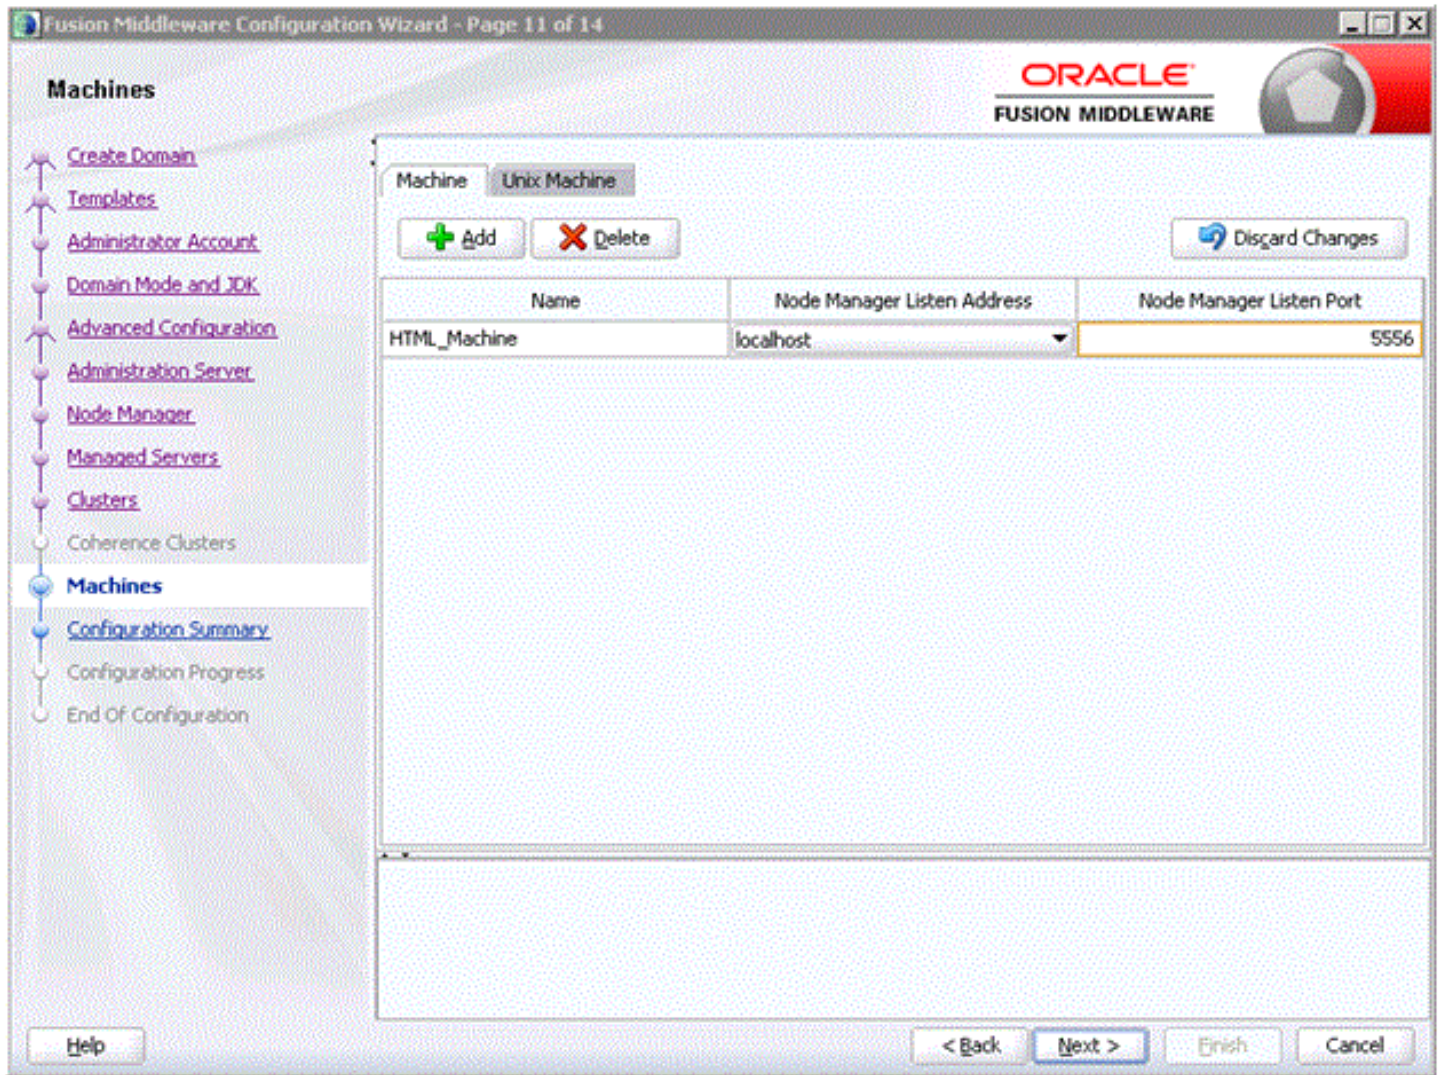 Fusion Middleware Configuration Wizard - Page 11 of 14
Machines
ORACLE
FUSION MIDDLEWARE
Create Domain
Templates
Administrator Account
Domain Mode and JDK
Advanced Configuration
Administration Server
Node Manager
Managed Servers
Clusters
Coherence Clusters
Machines
Configuration Summary
Configuration Progress
End Of Configuration
Machine Unix Machine
Add Delete Discard Changes
Name Node Manager Listen Address Node Manager Listen Port
HTML_Machine localhost 5556
Help < Back Next > Finish Cancel